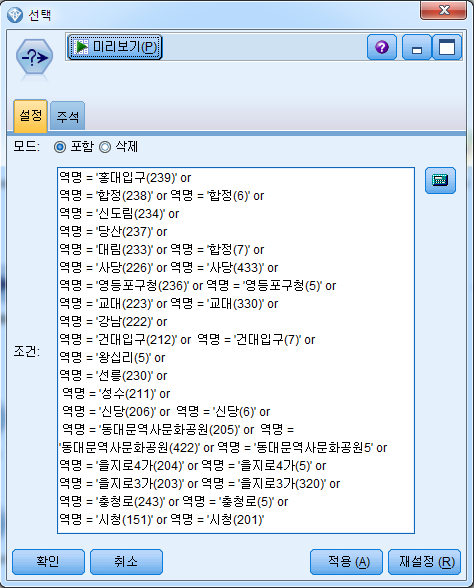 선택
미리보기(P)
설정 주석
모드: 포함 삭제
조건:
역명 = '홍대입구(239)' or
역명 = '합정(238)' or 역명 = '합정(6)' or
역명 = '신도림(234)' or
역명 = '당산(237)' or
역명 = '대림(233)' or 역명 = '합정(7)' or
역명 = '사당(226)' or 역명 = '사당(433)' or
역명 = '영등포구청(236)' or 역명 = '영등포구청(5)' or
역명 = '교대(223)' or 역명 = '교대(330)' or
역명 = '강남(222)' or
역명 = '건대입구(212)' or 역명 = '건대입구(7)' or
역명 = '왕십리(5)' or
역명 = '선릉(230)' or
역명 = '성수(211)' or
역명 = '신당(206)' or 역명 = '신당(6)' or
역명 = '동대문역사문화공원(205)' or 역명 =
'동대문역사문화공원(422)' or 역명 = '동대문역사문화공원5' or
역명 = '을지로4가(204)' or 역명 = '을지로4가(5)' or
역명 = '을지로3가(203)' or 역명 = '을지로3가(320)' or
역명 = '충청로(243)' or 역명 = '충청로(5)' or
역명 = '시청(151)' or 역명 = '시청(201)'
확인 취소 적용 (A) 재설정 (R)